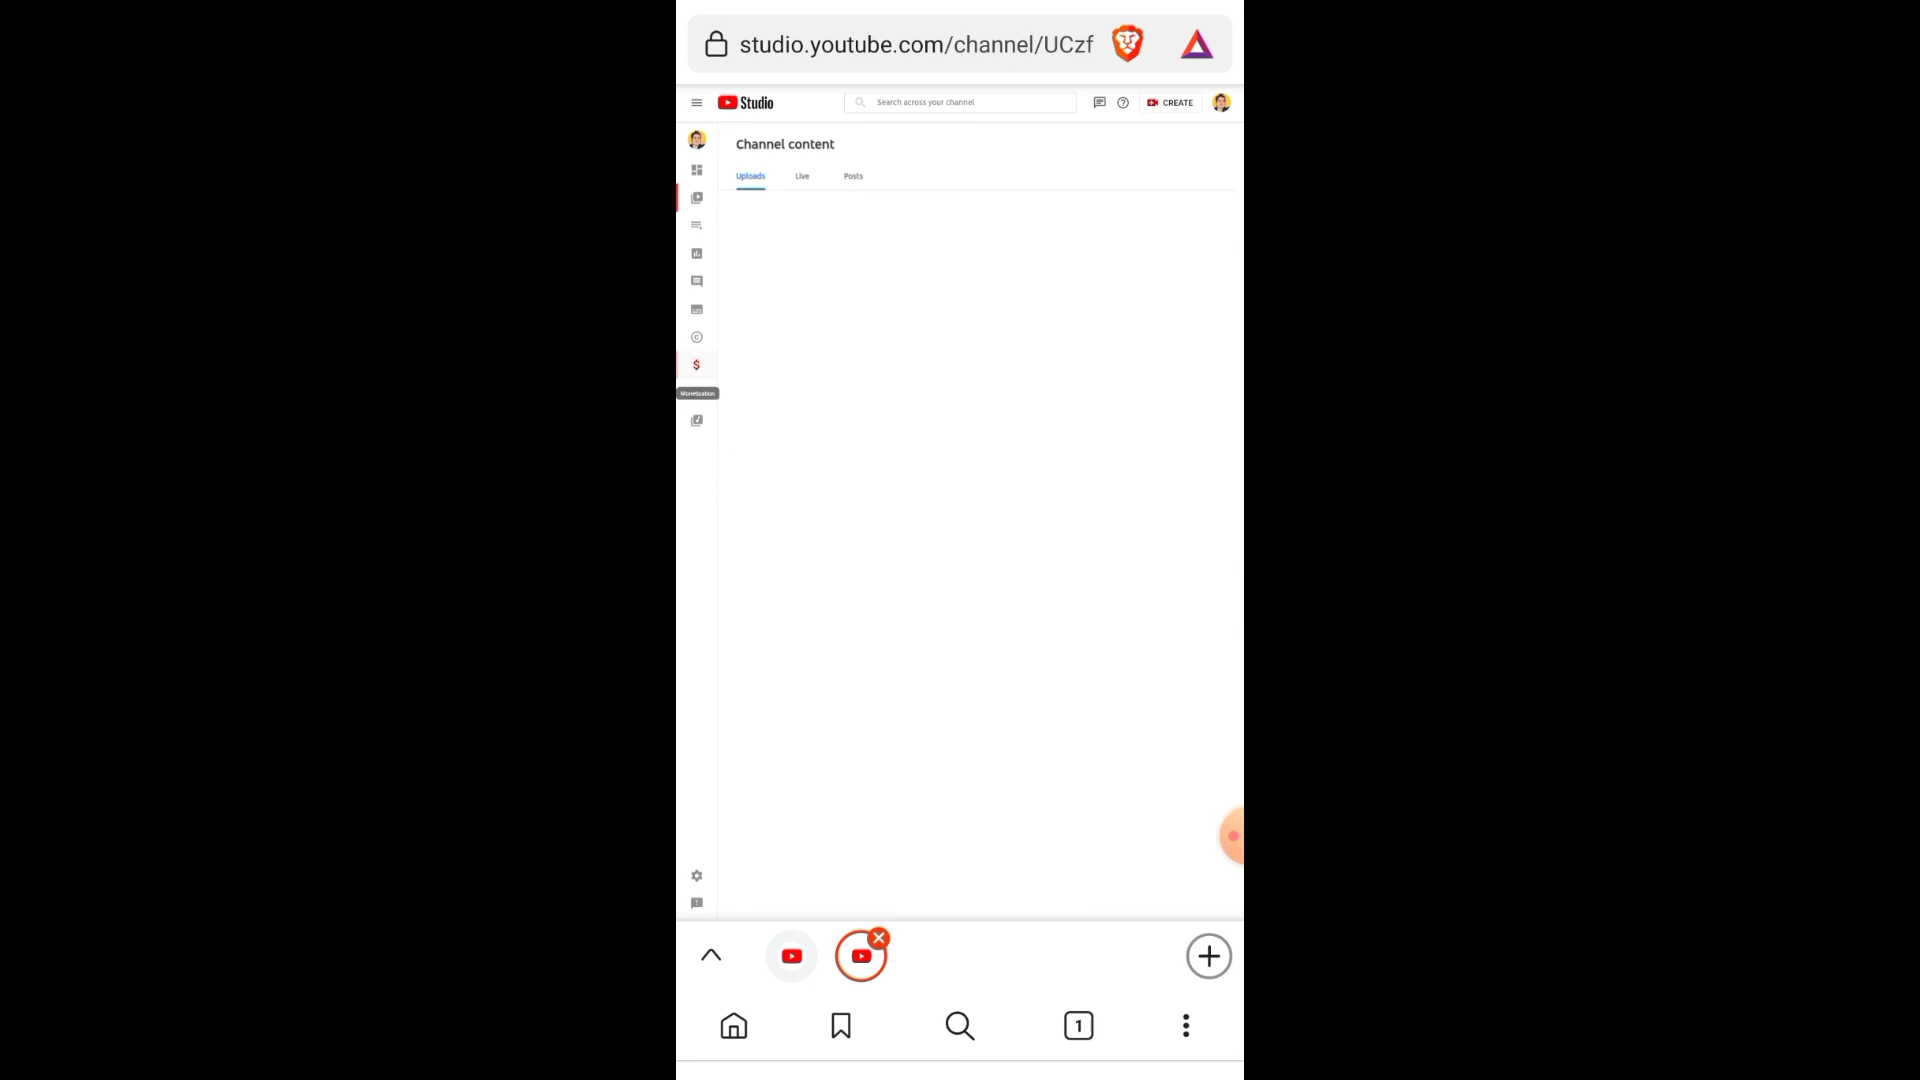 studio.youtube.com/channel/UCzf
Studio
Search across your channel
CREATE
Channel content
Uploads
Live
Posts
Monetization
1